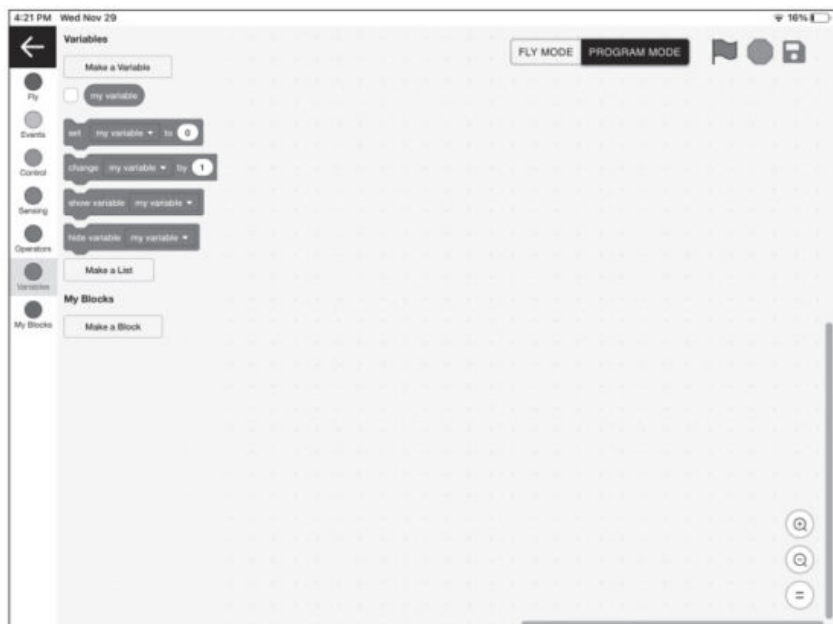 4:21 PM Wed Nov 29
16%
Variables
FLY MODE PROGRAM MODE
Make a Variable
Fly
my variable
Events
set my variable to 0
Control
change my variable by 1
Sensing
show variable my variable
Operators
hide variable my variable
Variables
Make a List
My Blocks
My Blocks
Make a Block
=